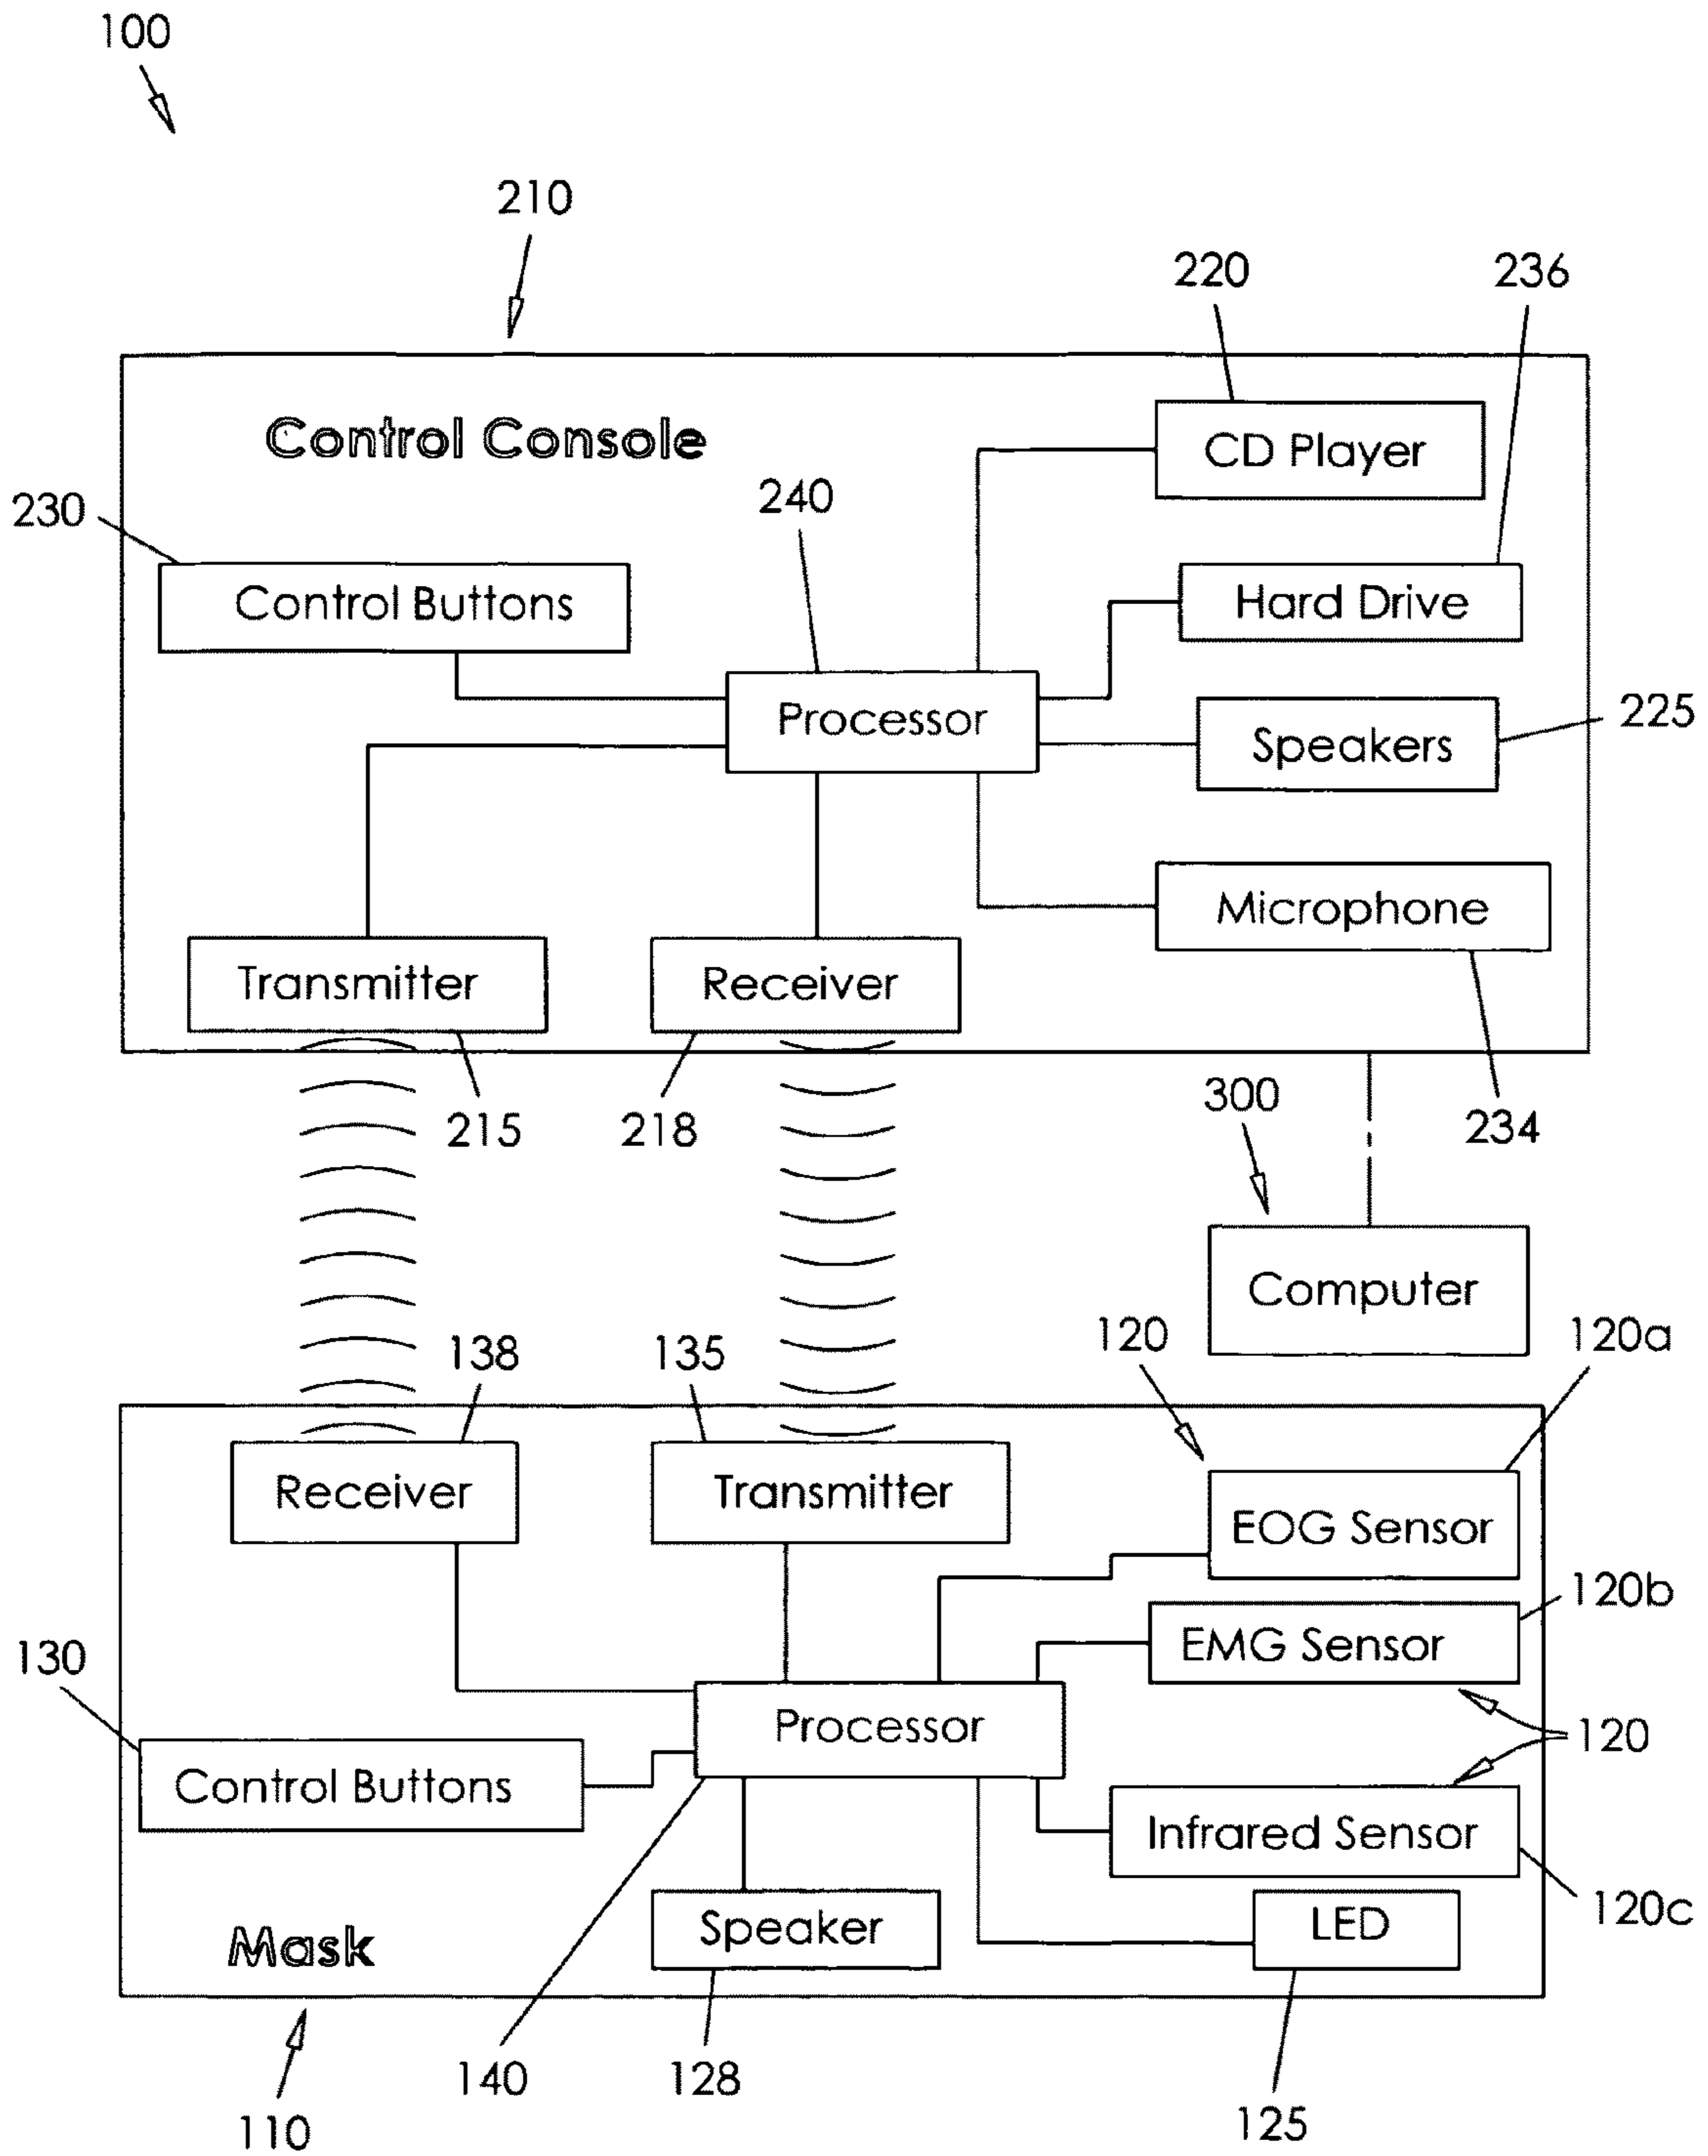 100
210
220
236
Control Console
CD Player
230
240
Control Buttons
Hard Drive
Processor
225
Speakers
Microphone
Transmitter
Receiver
215
218
300
234
Computer
138
135
120
120a
Receiver
Transmitter
EOG Sensor
120b
EMG Sensor
130
Processor
120
Control Buttons
Infrared Sensor
120c
Speaker
LED
Mask
140
128
125
110